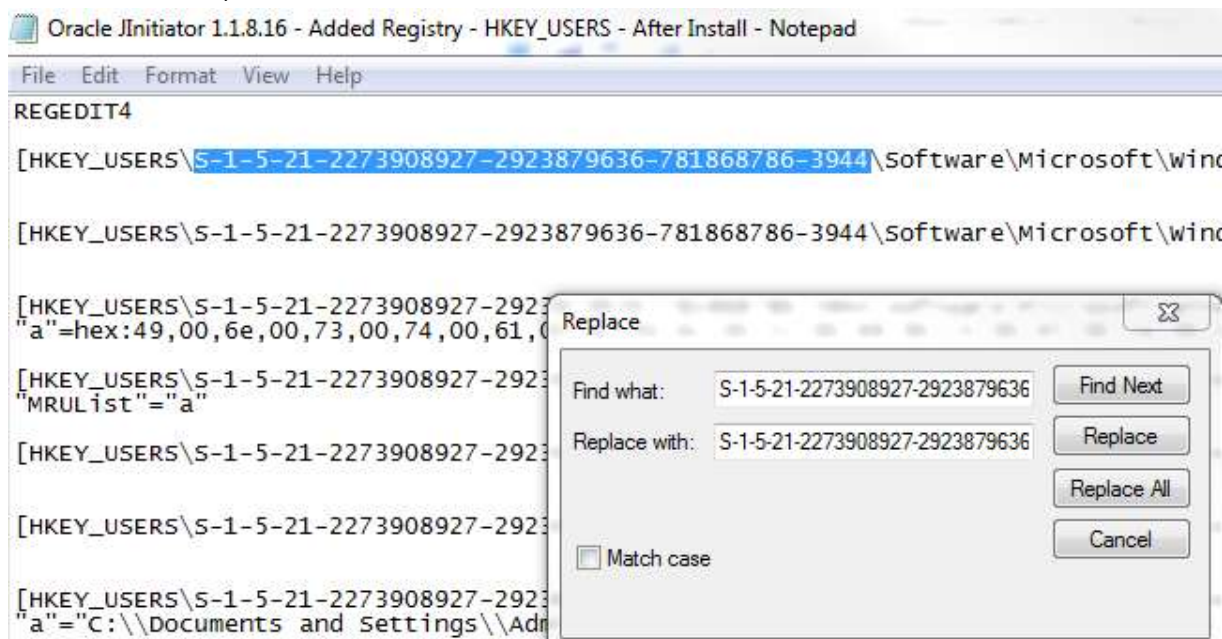 Oracle JInitiator 1.1.8.16 - Added Registry - HKEY_USERS - After Install - Notepad
File Edit Format View Help
REGEDIT4
[HKEY_USERS\S-1-5-21-2273908927-2923879636-781868786-3944\Software\Microsoft\Wind
[HKEY_USERS\S-1-5-21-2273908927-2923879636-781868786-3944\Software\Microsoft\Wind
[HKEY_USERS\S-1-5-21-2273908927-2923
"a"=hex:49,00,6e,00,73,00,74,00,61,0
[HKEY_USERS\S-1-5-21-2273908927-2923
"MRUList"="a"
[HKEY_USERS\S-1-5-21-2273908927-2923
[HKEY_USERS\S-1-5-21-2273908927-2923
[HKEY_USERS\S-1-5-21-2273908927-2923
"a"="C:\\Documents and Settings\\Adm
Replace
Find what: S-1-5-21-2273908927-2923879636 Find Next
Replace with: S-1-5-21-2273908927-2923879636 Replace
Replace All
Match case Cancel